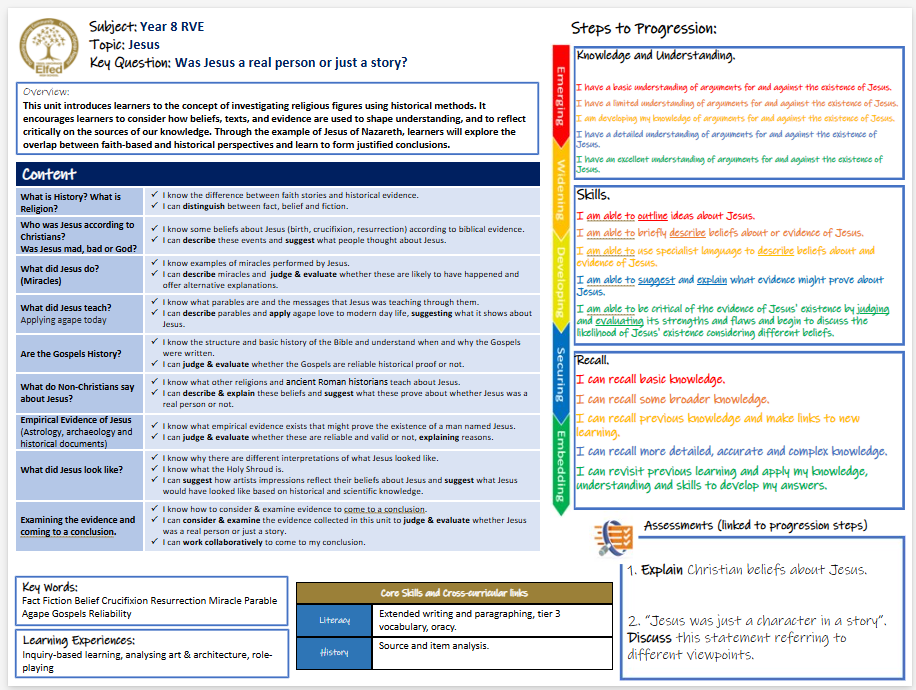 Elfed
Subject: Year 8 RVE
Topic: Jesus
Key Question: Was Jesus a real person or just a story?
Overview:
This unit introduces learners to the concept of investigating religious figures using historical methods. It
encourages learners to consider how beliefs, texts, and evidence are used to shape understanding, and to reflect
critically on the sources of our knowledge. Through the example of Jesus of Nazareth, learners will explore the
overlap between faith-based and historical perspectives and learn to form justified conclusions.
Content
What is History? What is
Religion?
✓ I know the difference between faith stories and historical evidence.
✓ I can distinguish between fact, belief and fiction.
Who was Jesus according to
Christians?
Was Jesus mad, bad or God?
✓ I know some beliefs about Jesus (birth, crucifixion, resurrection) according to biblical evidence.
✓ I can describe these events and suggest what people thought about Jesus.
What did Jesus do?
(Miracles)
✓ I know examples of miracles performed by Jesus.
✓ I can describe miracles and judge & evaluate whether these are likely to have happened and
offer alternative explanations.
What did Jesus teach?
Applying agape today
✓ I know what parables are and the messages that Jesus was teaching through them.
✓ I can describe parables and apply agape love to modern day life, suggesting what it shows about
Jesus.
Are the Gospels History?
✓ I know the structure and basic history of the Bible and understand when and why the Gospels
were written.
✓ I can judge & evaluate whether the Gospels are reliable historical proof or not.
What do Non-Christians say
about Jesus?
✓ I know what other religions and ancient Roman historians teach about Jesus.
✓ I can describe & explain these beliefs and suggest what these prove about whether Jesus was a
real person or not.
Empirical Evidence of Jesus
(Astrology, archaeology and
historical documents)
✓ I know what empirical evidence exists that might prove the existence of a man named Jesus.
✓ I can judge & evaluate whether these are reliable and valid or not, explaining reasons.
What did Jesus look like?
✓ I know why there are different interpretations of what Jesus looked like.
✓ I know what the Holy Shroud is.
✓ I can suggest how artists impressions reflect their beliefs about Jesus and suggest what Jesus
would have looked like based on historical and scientific knowledge.
Examining the evidence and
coming to a conclusion.
✓ I know how to consider & examine evidence to come to a conclusion.
✓ I can consider & examine the evidence collected in this unit to judge & evaluate whether Jesus
was a real person or just a story.
✓ I can work collaboratively to come to my conclusion.
Key Words:
Fact Fiction Belief Crucifixion Resurrection Miracle Parable
Agape Gospels Reliability
Learning Experiences:
Inquiry-based learning, analysing art & architecture, role-
playing
Core Skills and Cross-curricular links
Literacy
Extended writing and paragraphing, tier 3
vocabulary, oracy.
History
Source and item analysis.
Steps to Progression:
Emerging
Widening
Developing
Securing
Embedding
Knowledge and Understanding.
I have a basic understanding of arguments for and against the existence of Jesus.
I have a limited understanding of arguments for and against the existence of Jesus.
I am developing my knowledge of arguments for and against the existence of Jesus.
I have a detailed understanding of arguments for and against the existence of
Jesus.
I have an excellent understanding of arguments for and against the existence of
Jesus.
Skills.
I am able to outline ideas about Jesus.
I am able to briefly describe beliefs about or evidence of Jesus.
I am able to use specialist language to describe beliefs about and
evidence of Jesus.
I am able to suggest and explain what evidence might prove about
Jesus.
I am able to be critical of the evidence of Jesus' existence by judging
and evaluating its strengths and flaws and begin to discuss the
likelihood of Jesus' existence considering different beliefs.
Recall.
I can recall basic knowledge.
I can recall some broader knowledge.
I can recall previous knowledge and make links to new
learning.
I can recall more detailed, accurate and complex knowledge.
I can revisit previous learning and apply my knowledge,
understanding and skills to develop my answers.
Assessments (linked to progression steps)
1. Explain Christian beliefs about Jesus.
2. “Jesus was just a character in a story”.
Discuss this statement referring to
different viewpoints.